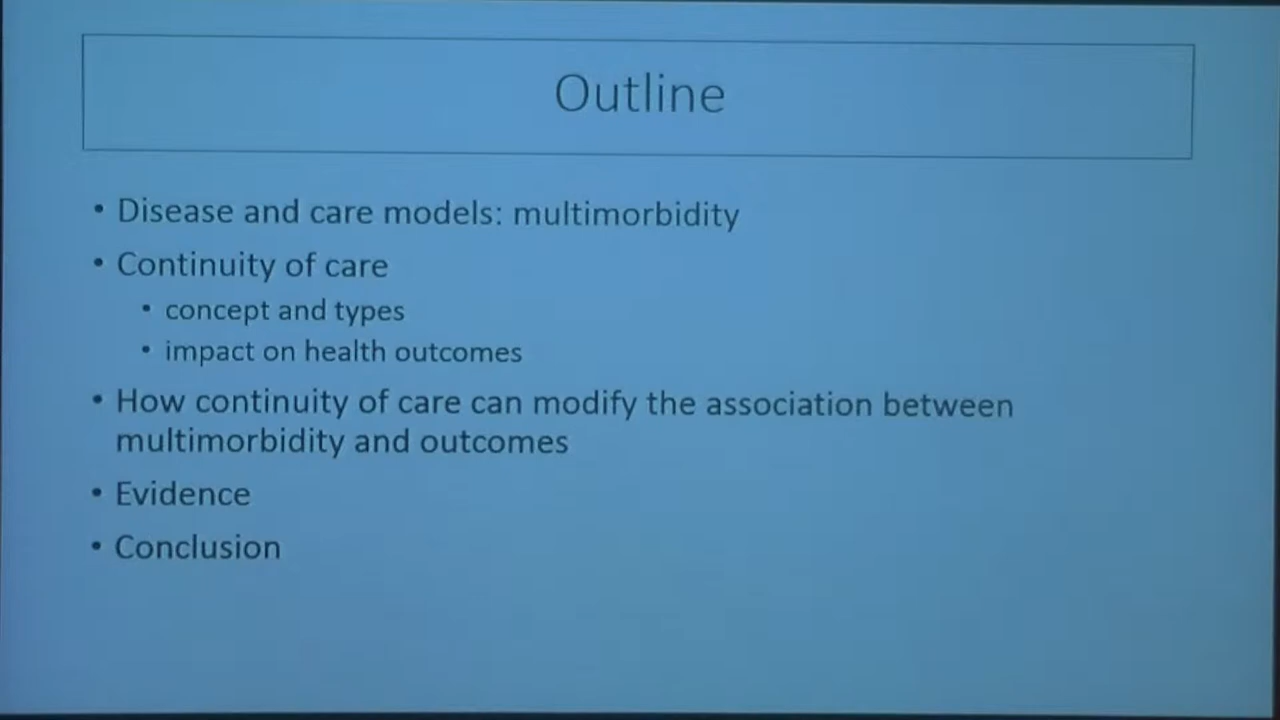 Outline
• Disease and care models: multimorbidity
• Continuity of care
• concept and types
• impact on health outcomes
• How continuity of care can modify the association between
multimorbidity and outcomes
• Evidence
• Conclusion